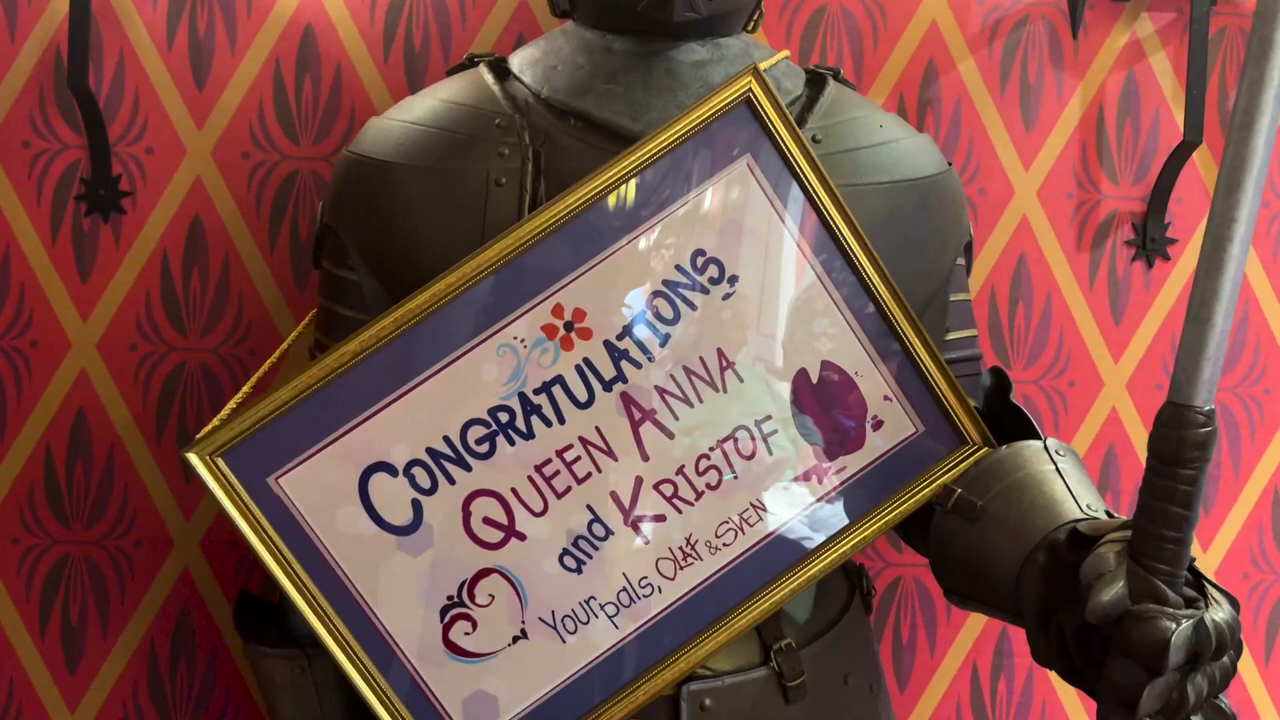 CONGRATULATIONS
QUEEN ANNA
and KRISTOF
Your pals, OLAF & SVEN